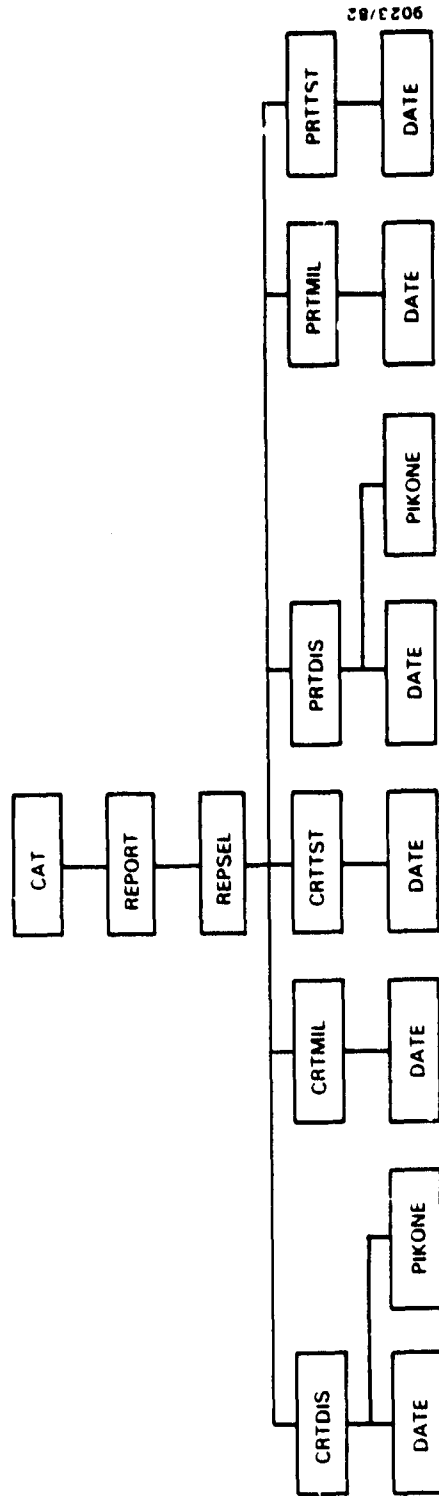 CAT
REPORT
REPSEL
CRTDIS
CRTMIL
CRTTST
PRTDIS
PRTMIL
PRTTST
DATE
PIKONE
DATE
DATE
DATE
PIKONE
DATE
DATE
9023/82